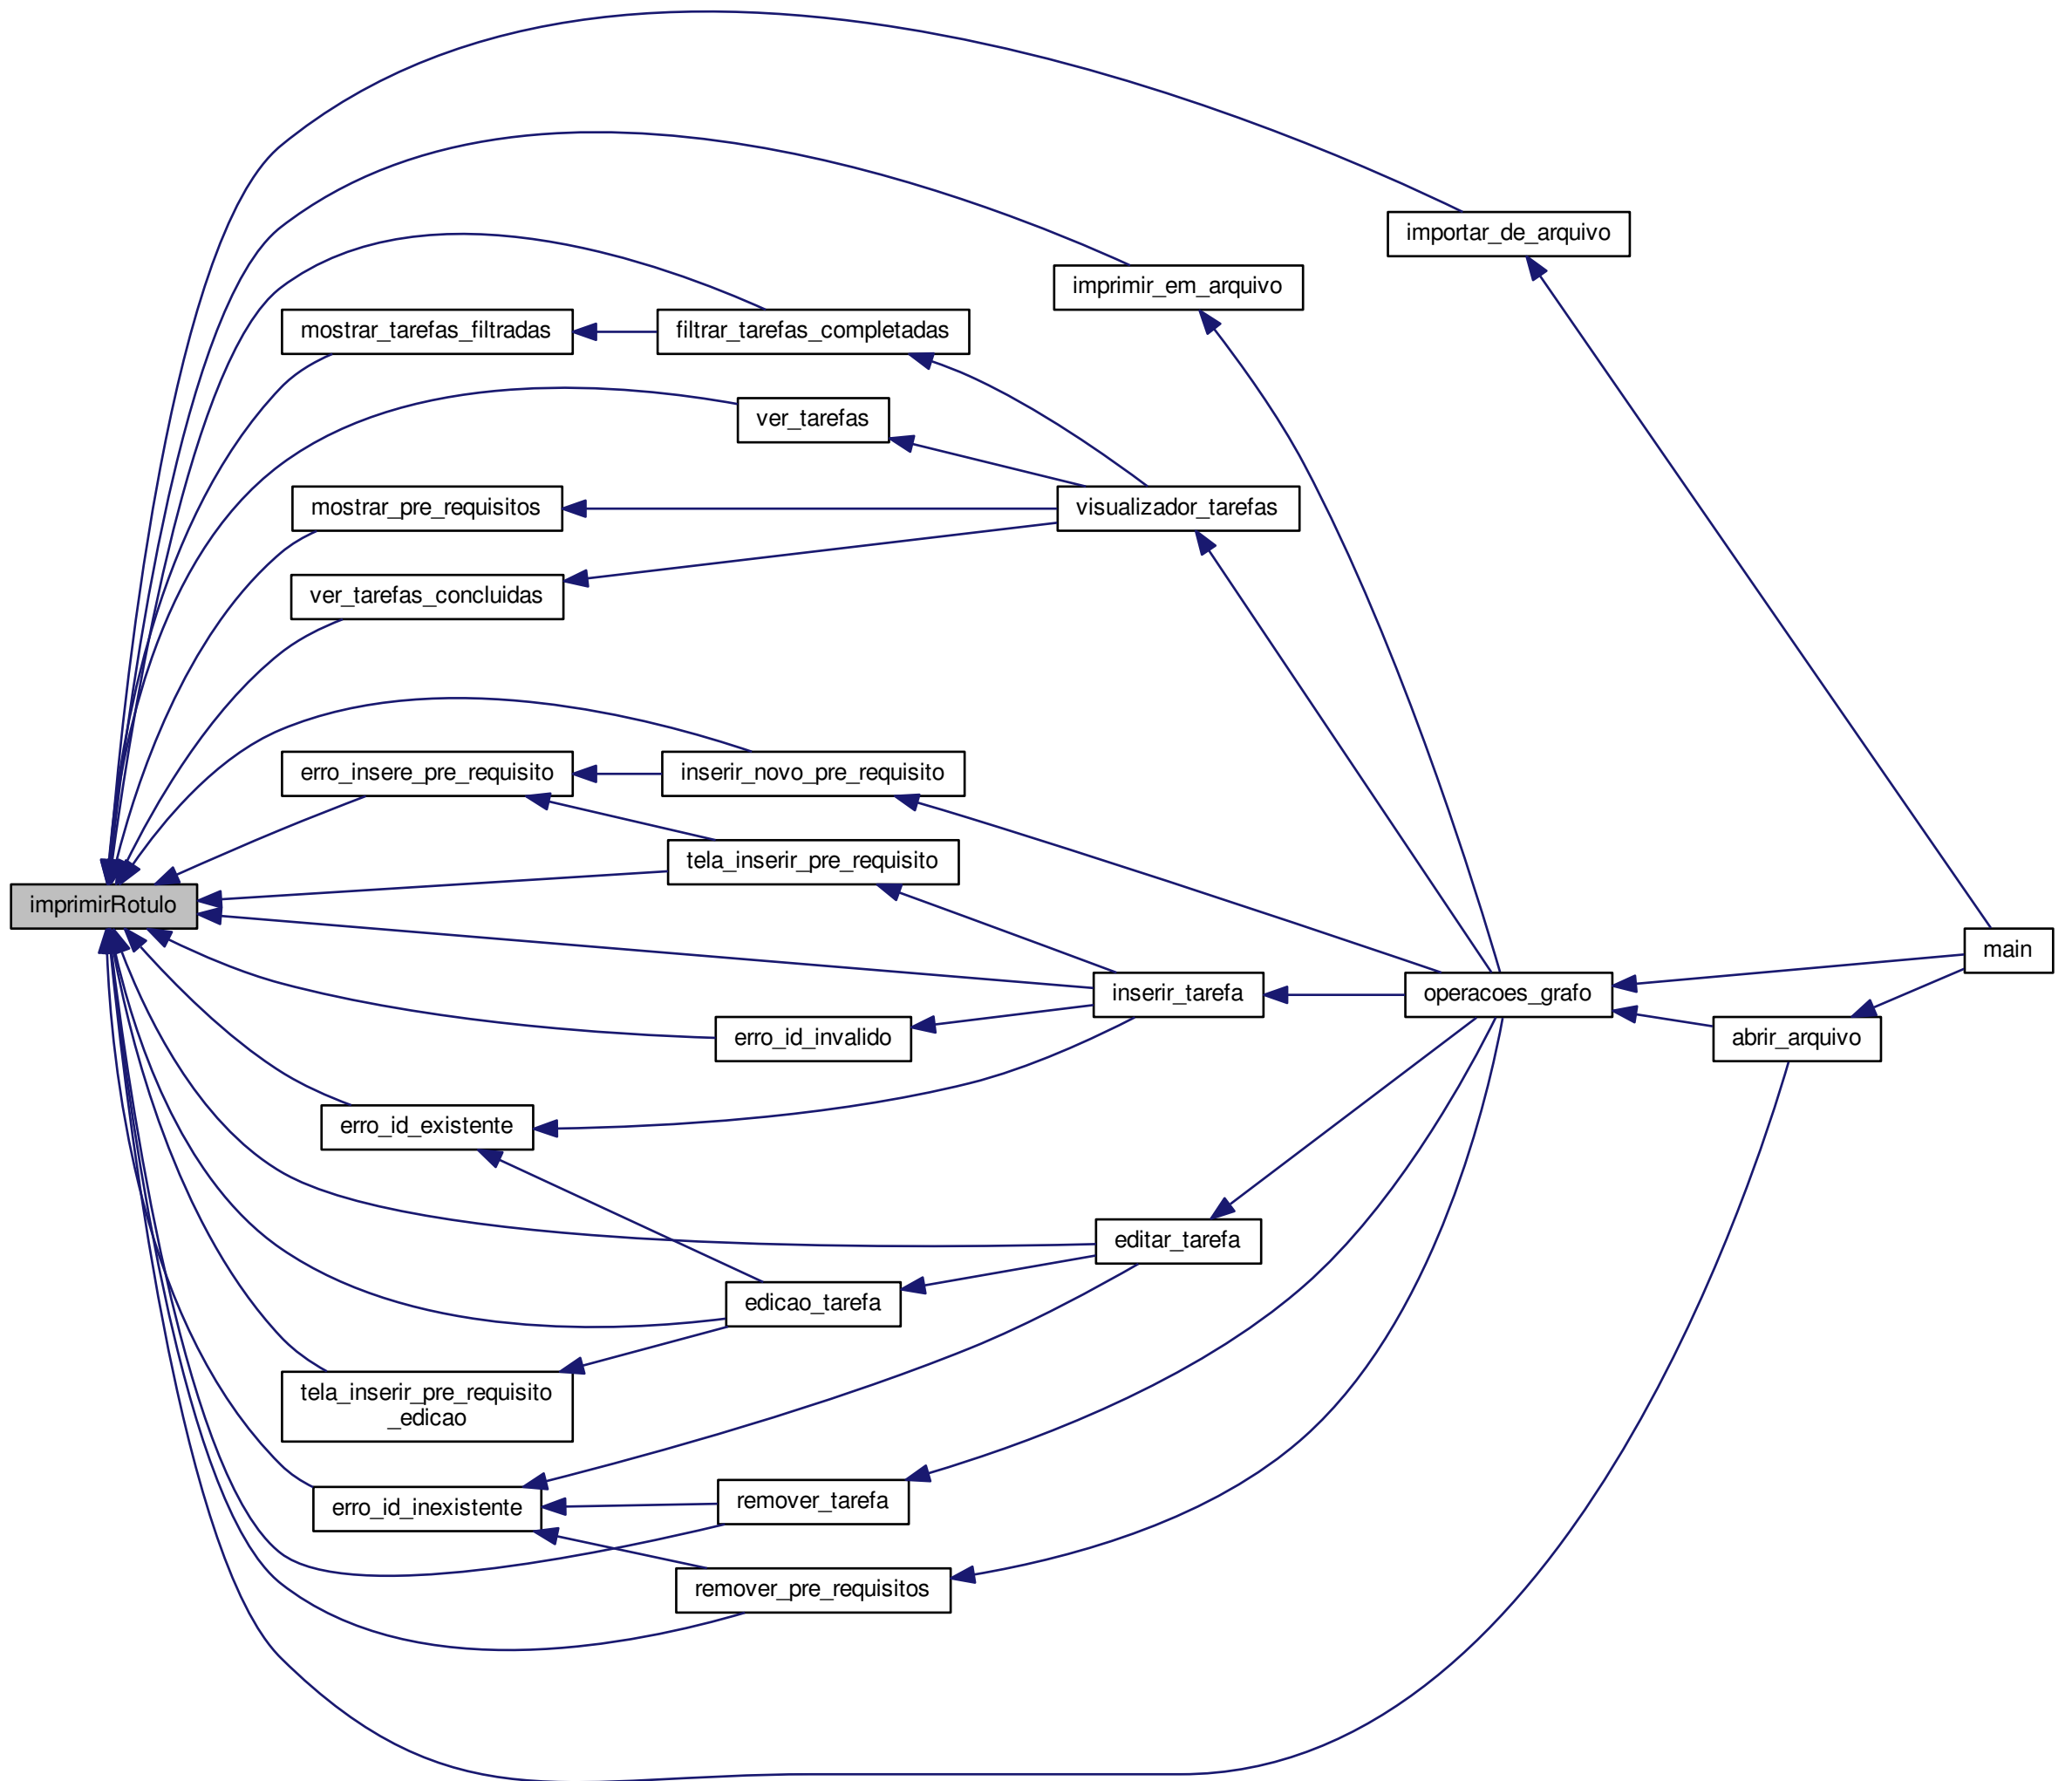 importar_de_arquivo
imprimir_em_arquivo
mostrar_tarefas_filtradas
filtrar_tarefas_completadas
ver_tarefas
mostrar_pre_requisitos
visualizador_tarefas
ver_tarefas_concluidas
erro_insere_pre_requisito
inserir_novo_pre_requisito
tela_inserir_pre_requisito
imprimirRotulo
main
inserir_tarefa
operacoes_grafo
erro_id_invalido
abrir_arquivo
erro_id_existente
editar_tarefa
edicao_tarefa
tela_inserir_pre_requisito
_edicao
erro_id_inexistente
remover_tarefa
remover_pre_requisitos